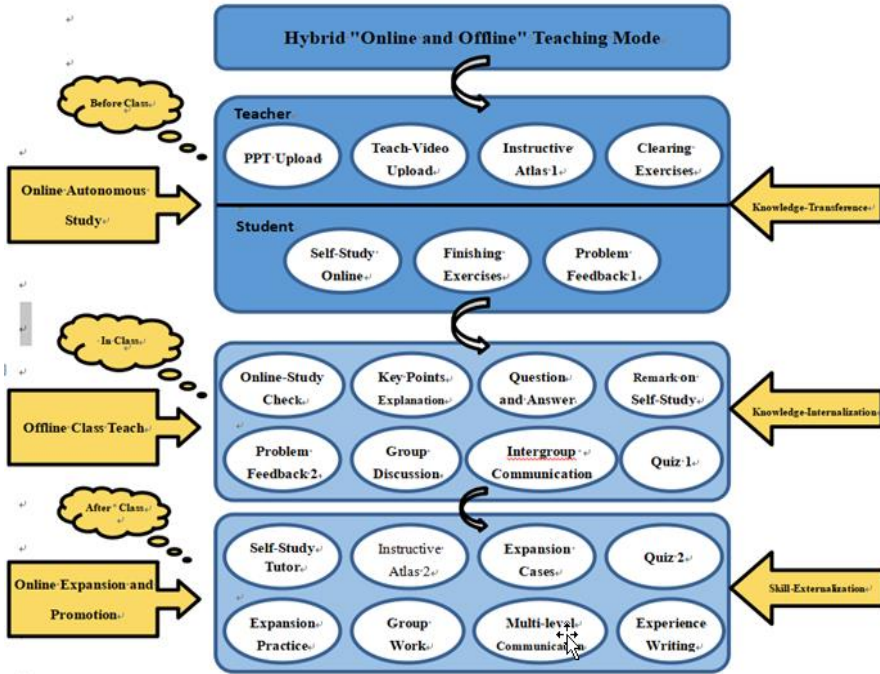 Hybrid "Online and Offline" Teaching Mode
Before Class
Teacher
PPT Upload
Teach-Video
Upload
Instructive
Atlas 1
Clearing
Exercises
Online Autonomous
Study
Knowledge-Transference
Student
Self-Study
Online
Finishing
Exercises
Problem
Feedback 1
In Class
Online-Study
Check
Key Points
Explanation
Question
and Answer
Remark on
Self-Study
Offline Class Teach
Knowledge-Internalization
Problem
Feedback 2
Group
Discussion
Intergroup
Communication
Quiz 1
After Class
Self-Study
Tutor
Instructive
Atlas 2
Expansion
Cases
Quiz 2
Online Expansion and
Promotion
Skill-Externalization
Expansion
Practice
Group
Work
Multi-level
Communication
Experience
Writing